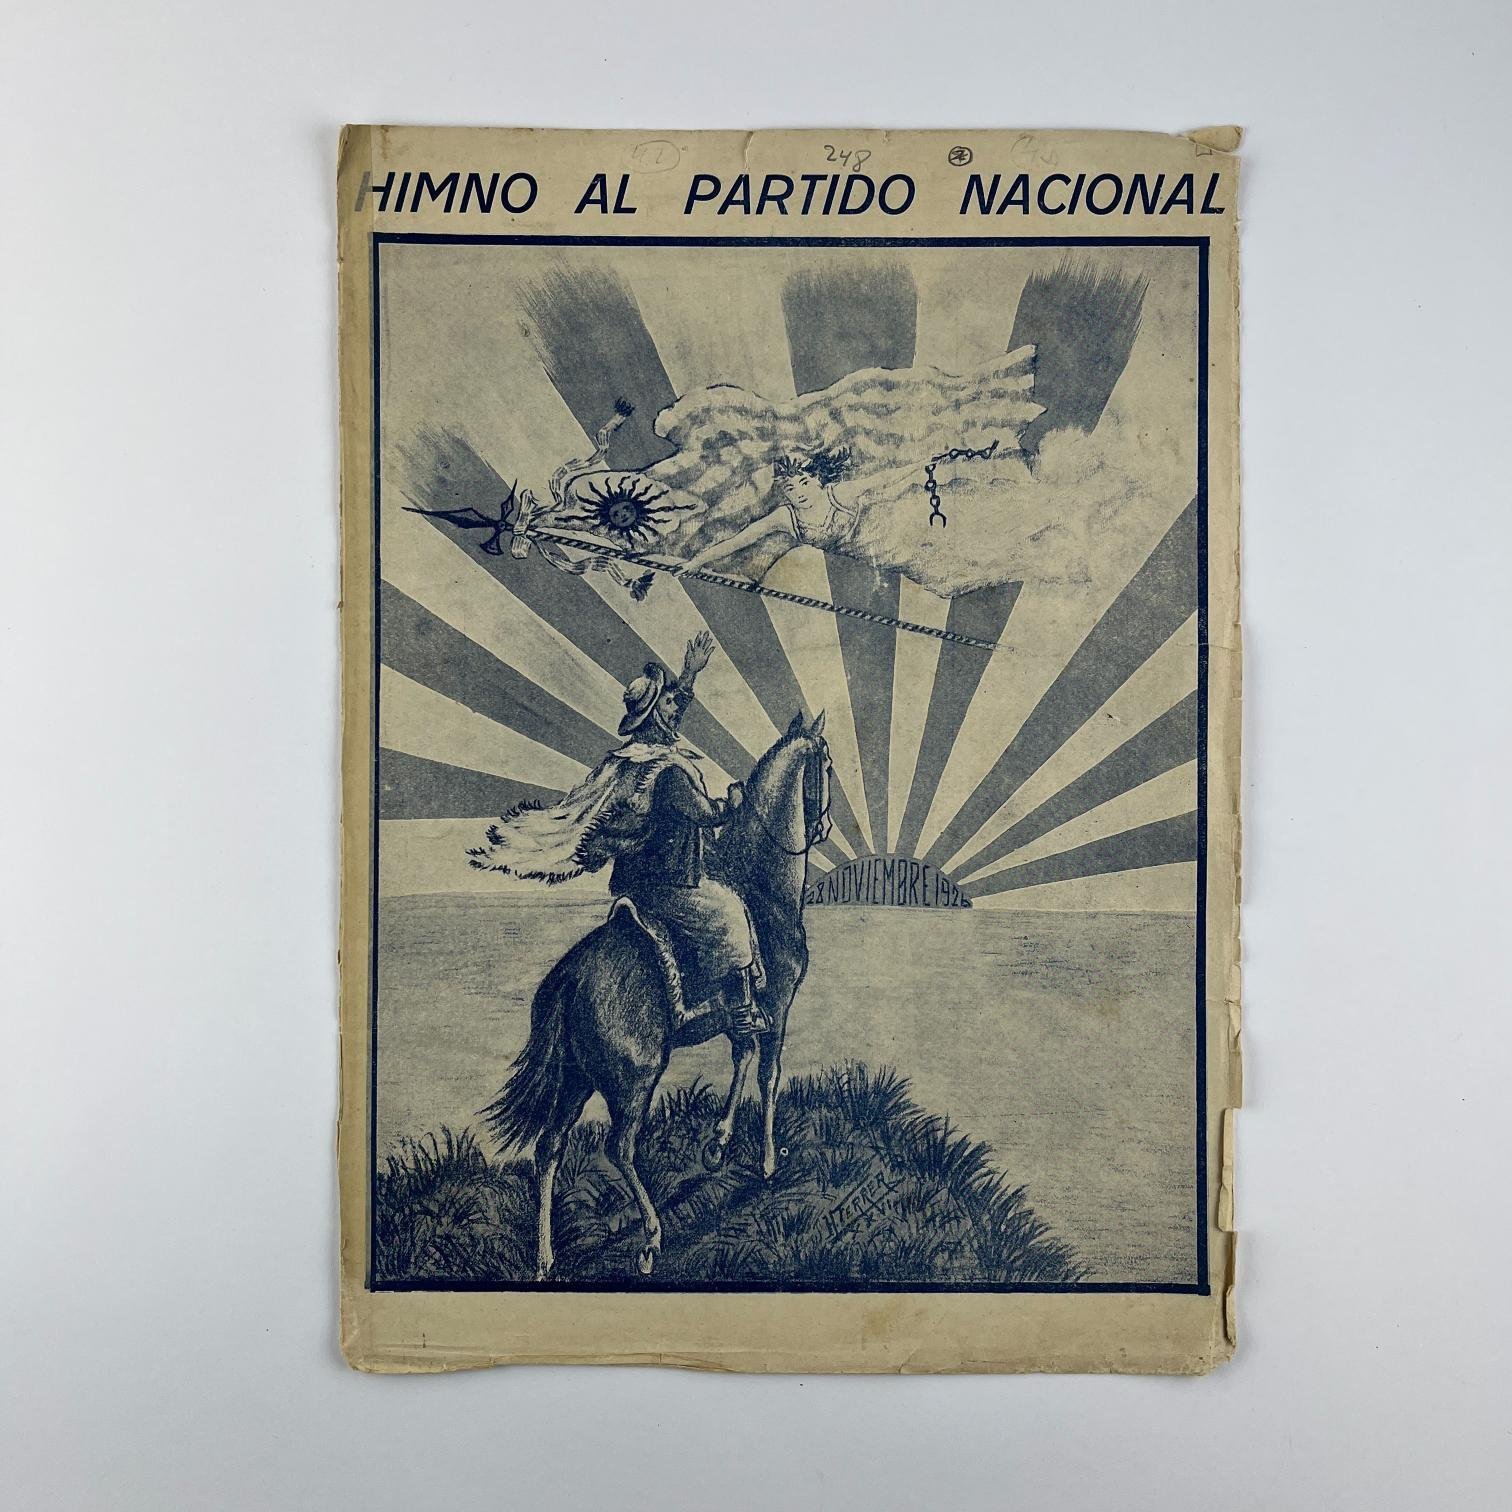 248
HIMNO AL PARTIDO NACIONAL
28 NOVIEMBRE 1926